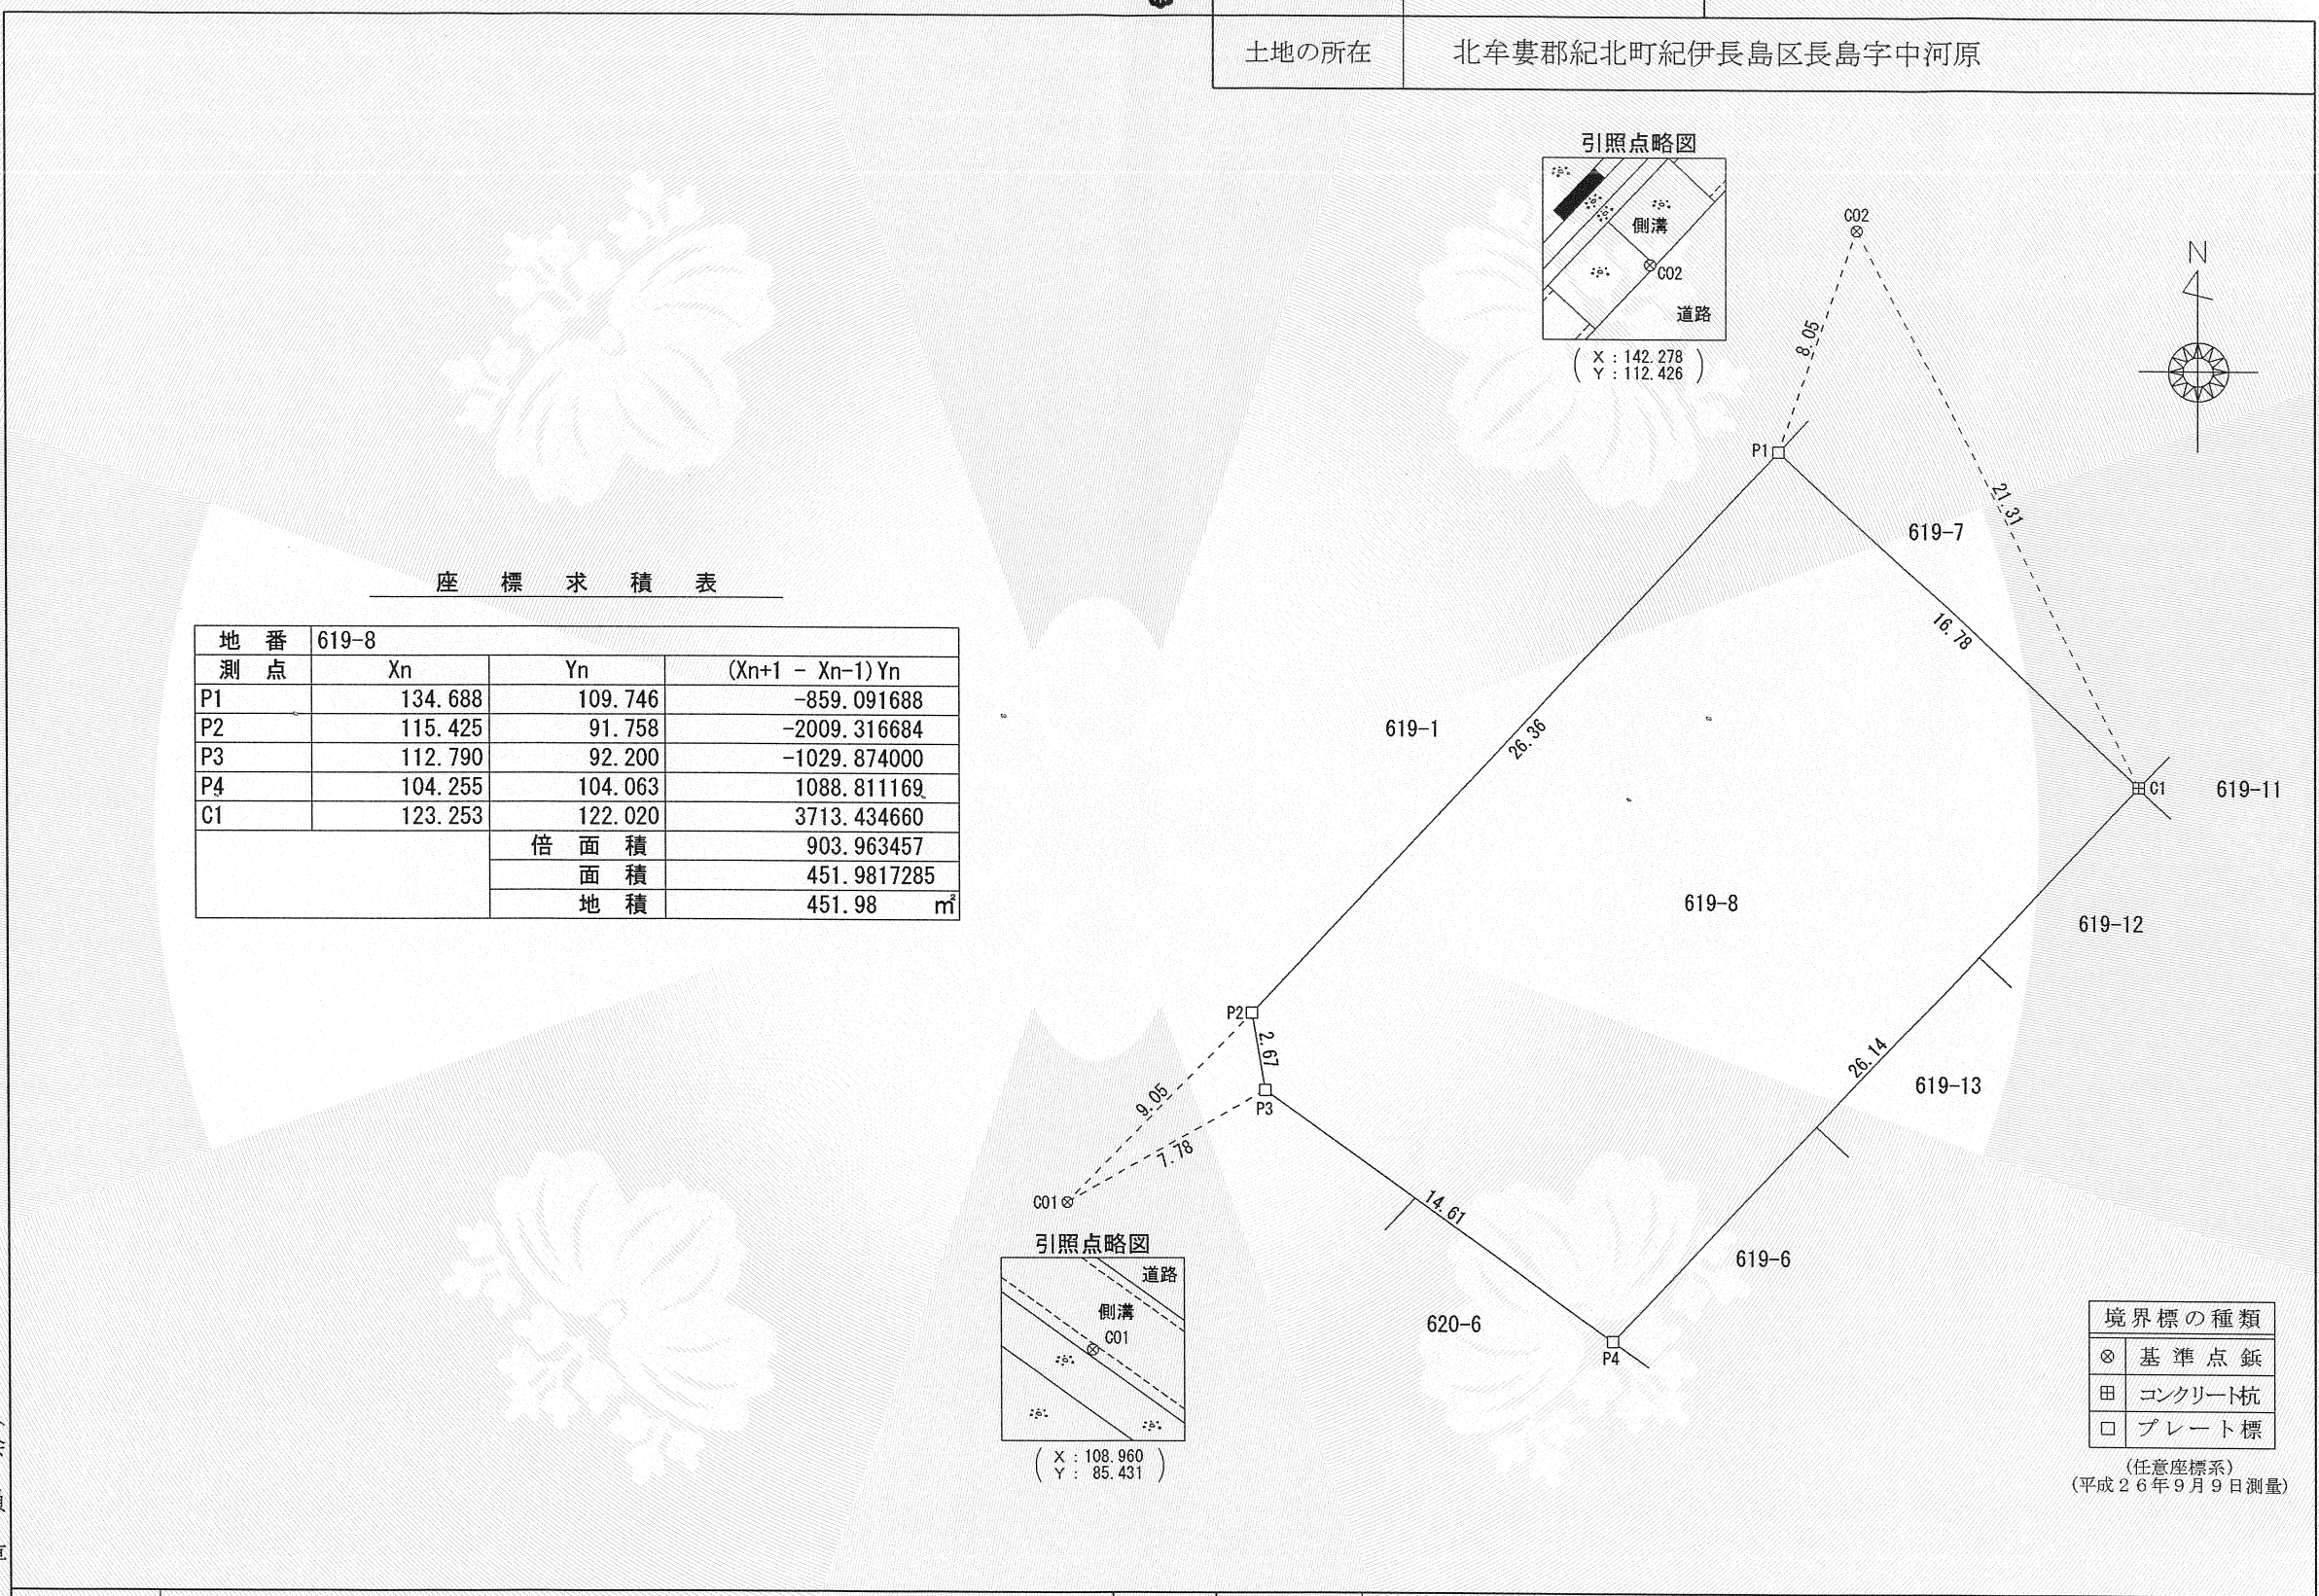 土地の所在 北牟婁郡紀北町紀伊長島区長島字中河原
引照点略図
側溝
C02
道路
( X : 142.278
Y : 112.426 )
C02
N
8.05
21.31
P1
619-7
16.78
619-1
26.36
C1
619-11
619-8
619-12
P2
2.67
26.14
619-13
P3
9.05
7.78
C01
14.61
619-6
620-6
P4
座標求積表
地番 619-8
測点 Xn Yn (Xn+1 - Xn-1)Yn
P1 134.688 109.746 -859.091688
P2 115.425 91.758 -2009.316684
P3 112.790 92.200 -1029.874000
P4 104.255 104.063 1088.811169
C1 123.253 122.020 3713.434660
倍面積 903.963457
面積 451.9817285
地積 451.98 ㎡
引照点略図
道路
側溝
C01
( X : 108.960
Y : 85.431 )
境界標の種類
基準点鋲
コンクリート杭
プレート標
(任意座標系)
(平成26年9月9日測量)